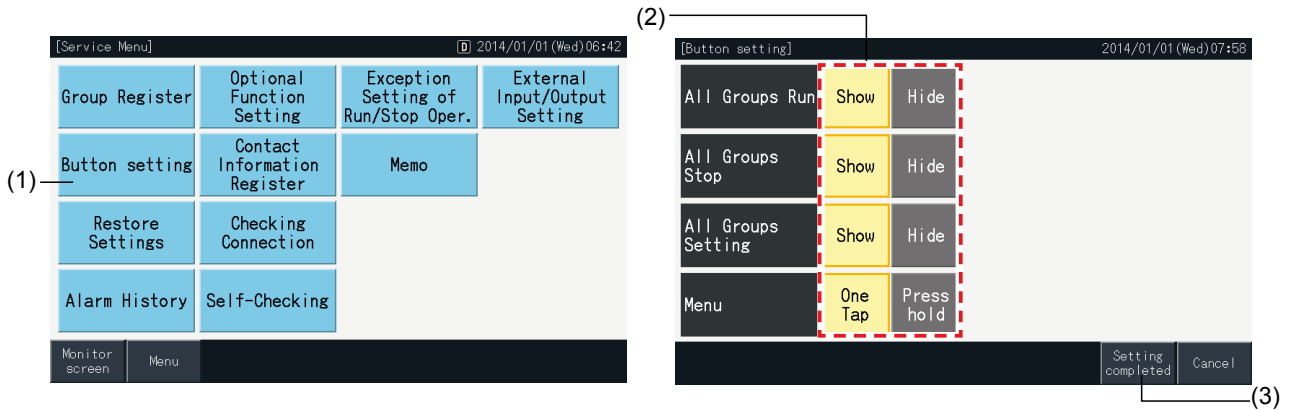 (2)
[Service Menu] D 2014/01/01(Wed)06:42
Group Register
Optional
Function
Setting
Exception
Setting of
Run/Stop Oper.
External
Input/Output
Setting
(1)
Button setting
Contact
Information
Register
Memo
Restore
Settings
Checking
Connection
Alarm History
Self-Checking
Monitor
screen
Menu
[Button setting] 2014/01/01(Wed)07:58
All Groups Run
Show
Hide
All Groups
Stop
Show
Hide
All Groups
Setting
Show
Hide
Menu
One
Tap
Press
hold
Setting
completed
Cancel
(3)